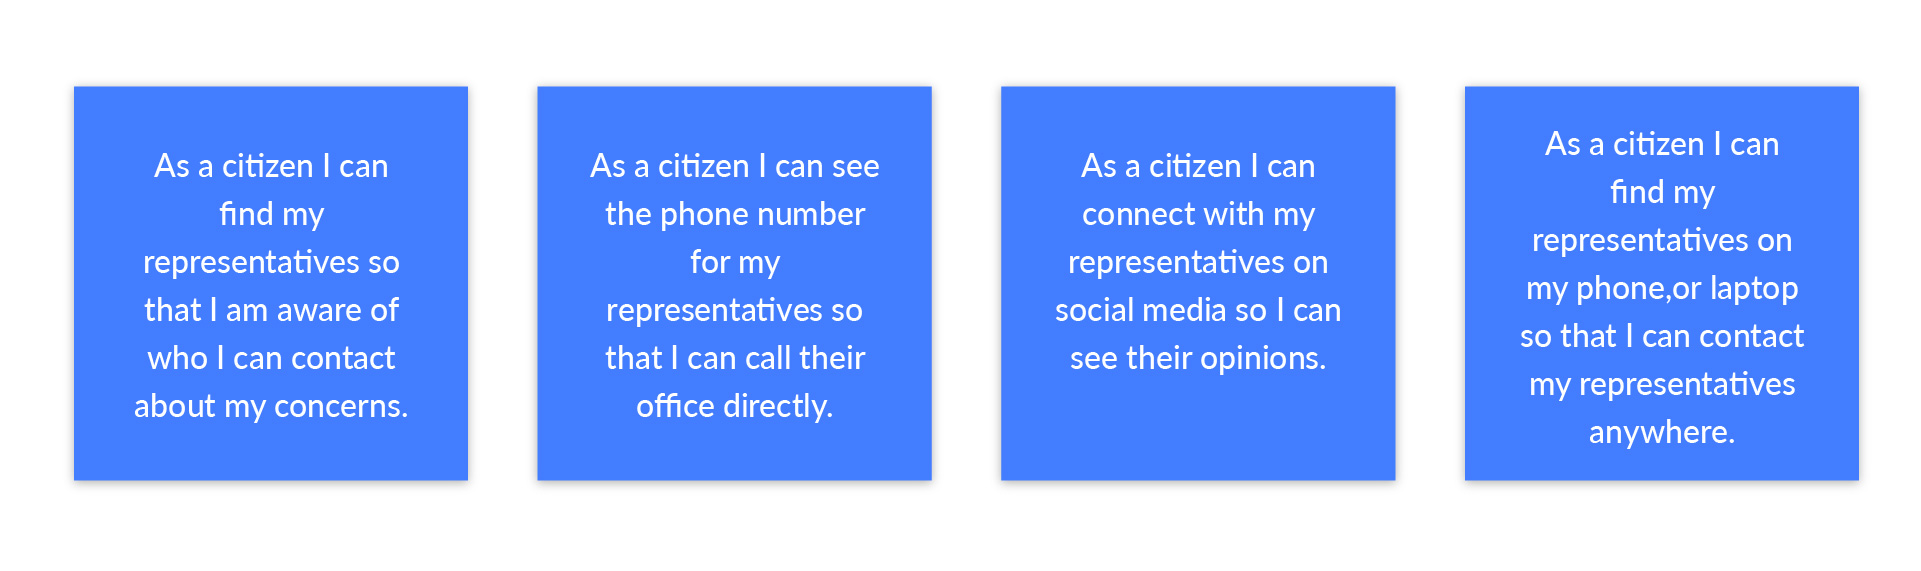 As a citizen I can
find my
representatives so
that I am aware of
who I can contact
about my concerns.
As a citizen I can see
the phone number
for my
representatives so
that I can call their
office directly.
As a citizen I can
connect with my
representatives on
social media so I can
see their opinions.
As a citizen I can
find my
representatives on
my phone,or laptop
so that I can contact
my representatives
anywhere.